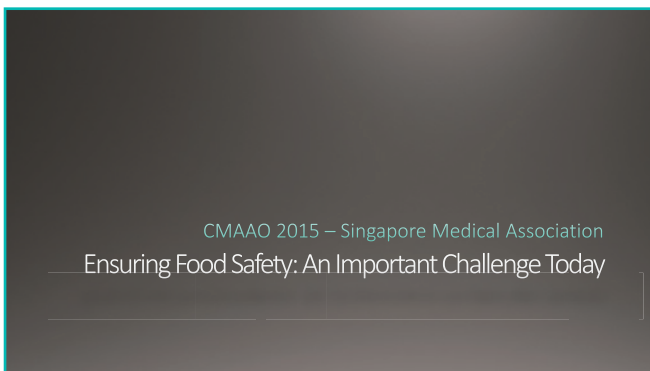 CMAAO 2015 – Singapore Medical Association
Ensuring Food Safety: An Important Challenge Today